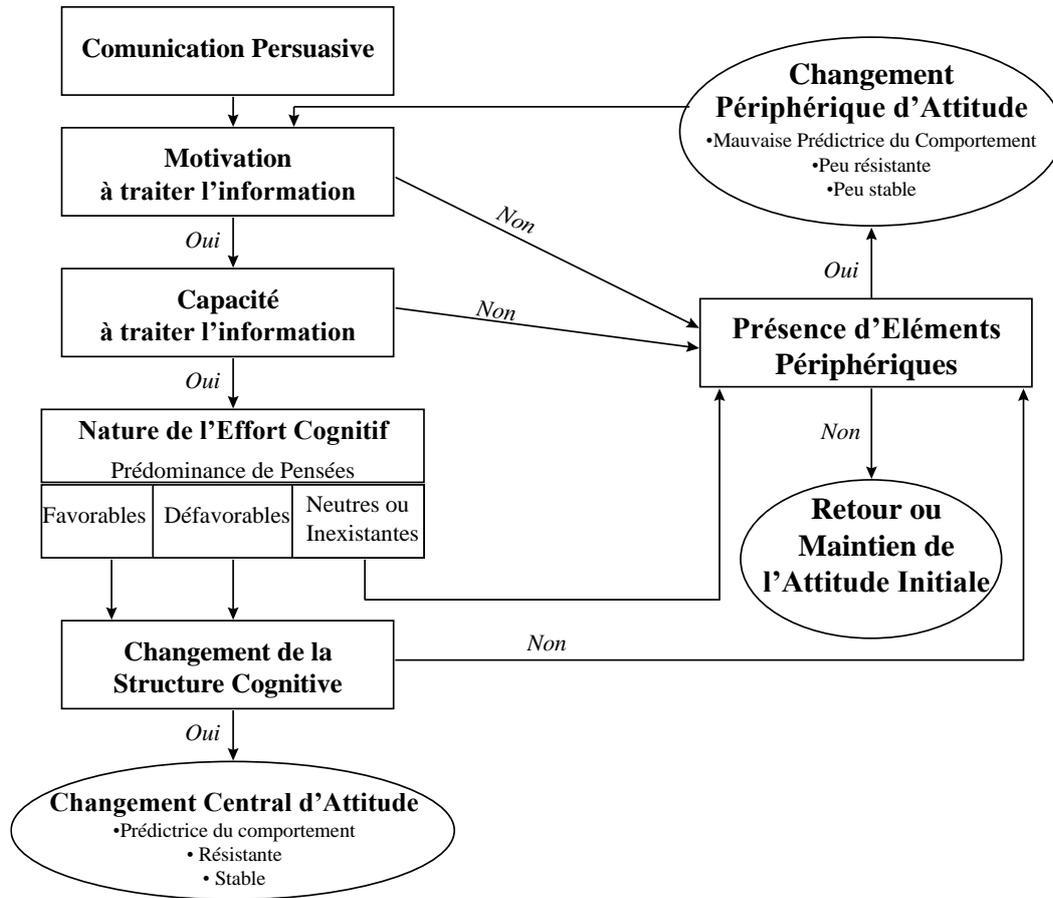 Comunication Persuasive
Changement
Périphérique d’Attitude
•Mauvaise Prédictrice du Comportement
•Peu résistante
•Peu stable
Motivation
à traiter l’information
Non
Oui
Oui
Capacité
à traiter l’information
Non
Présence d’Eléments
Périphériques
Oui
Non
Nature de l’Effort Cognitif
Prédominance de Pensées
Favorables
Défavorables
Neutres ou
Inexistantes
Retour ou
Maintien de
l’Attitude Initiale
Changement de la
Structure Cognitive
Non
Oui
Changement Central d’Attitude
•Prédictrice du comportement
• Résistante
• Stable